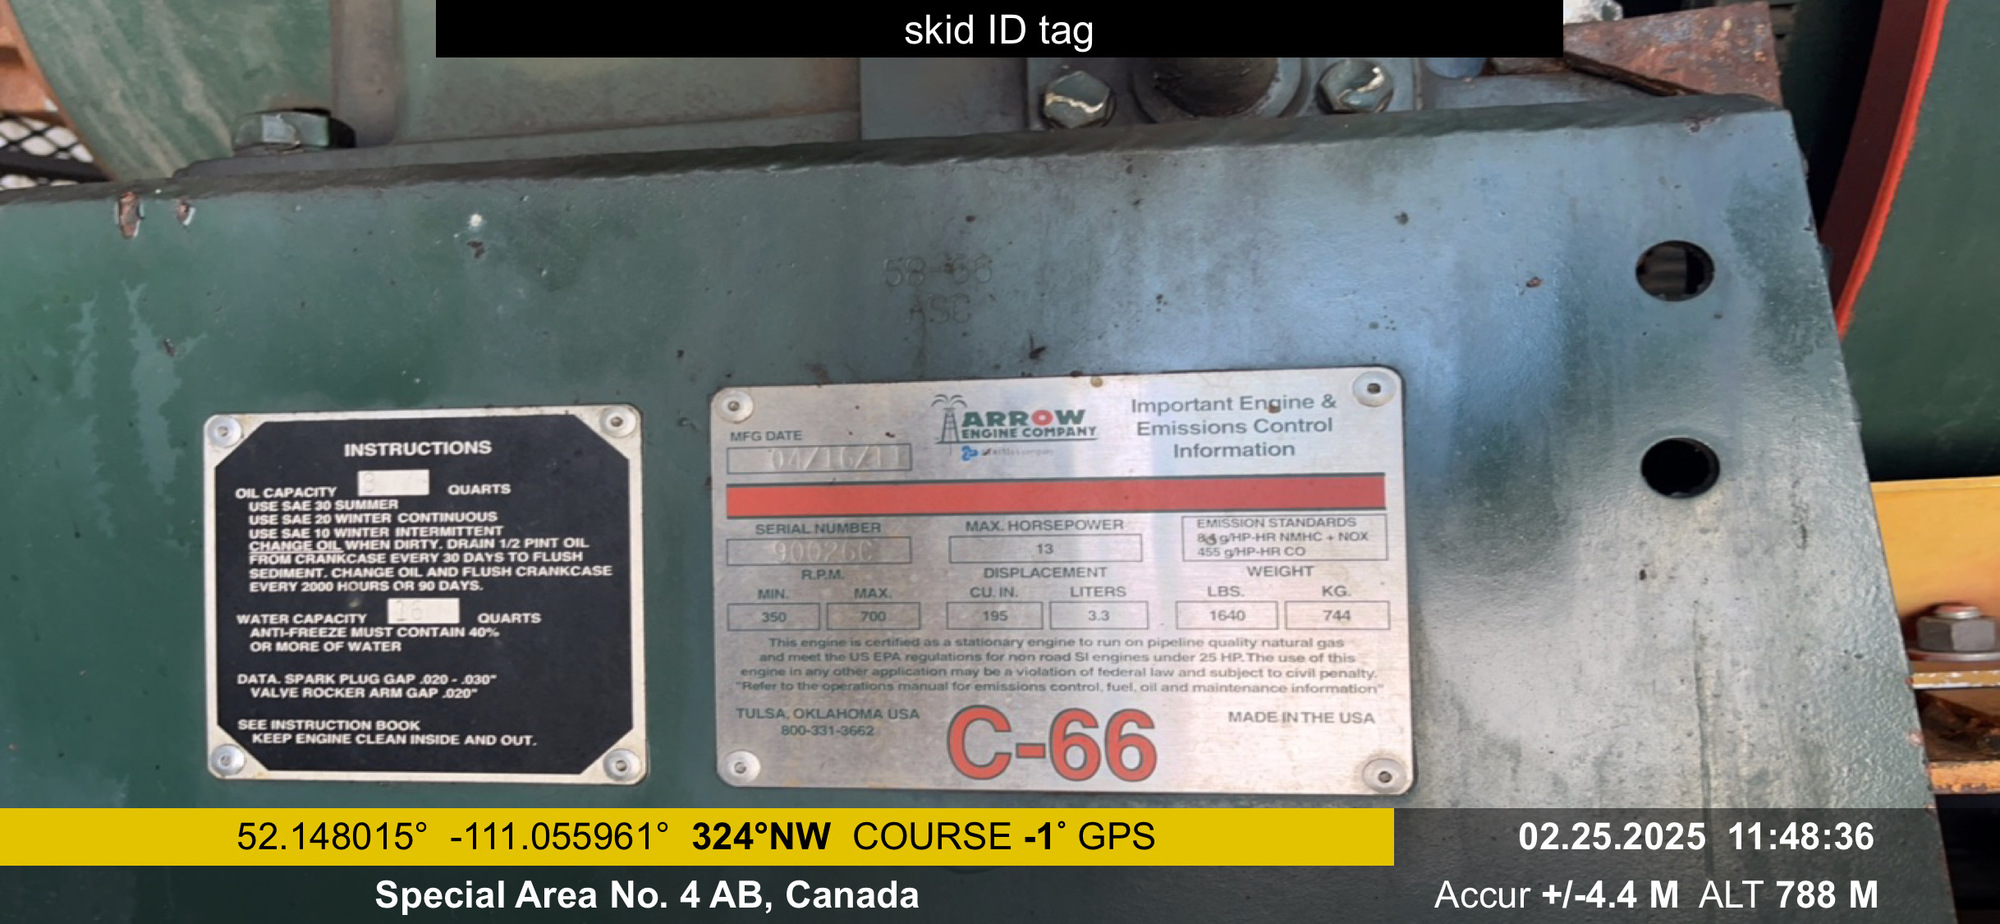 skid ID tag
58-66
ASC
INSTRUCTIONS
OIL CAPACITY 8 QUARTS
USE SAE 30 SUMMER
USE SAE 20 WINTER CONTINUOUS
USE SAE 10 WINTER INTERMITTENT
CHANGE OIL WHEN DIRTY. DRAIN 1/2 PINT OIL
FROM CRANKCASE EVERY 30 DAYS TO FLUSH
SEDIMENT. CHANGE OIL AND FLUSH CRANKCASE
EVERY 2000 HOURS OR 90 DAYS.
WATER CAPACITY QUARTS
ANTI-FREEZE MUST CONTAIN 40%
OR MORE OF WATER
DATA. SPARK PLUG GAP .020 - .030"
VALVE ROCKER ARM GAP .020"
SEE INSTRUCTION BOOK
KEEP ENGINE CLEAN INSIDE AND OUT.
MFG DATE
04/16/11
ARROW
ENGINE COMPANY
Important Engine &
Emissions Control
Information
SERIAL NUMBER
90026C
MAX. HORSEPOWER
13
EMISSION STANDARDS
g/HP-HR NMHC + NOX
455 g/HP-HR CO
R.P.M.
MIN. MAX.
350 700
DISPLACEMENT
CU. IN. LITERS
195 3.3
WEIGHT
LBS. KG.
1640 744
This engine is certified as a stationary engine to run on pipeline quality natural gas
and meet the US EPA regulations for non road SI engines under 25 HP. The use of this
engine in any other application may be a violation of federal law and subject to civil penalty.
"Refer to the operations manual for emissions control, fuel, oil and maintenance information"
TULSA, OKLAHOMA USA
800-331-3662
C-66
MADE IN THE USA
52.148015° -111.055961° 324°NW COURSE -1° GPS
02.25.2025 11:48:36
Special Area No. 4 AB, Canada
Accur +/-4.4 M ALT 788 M